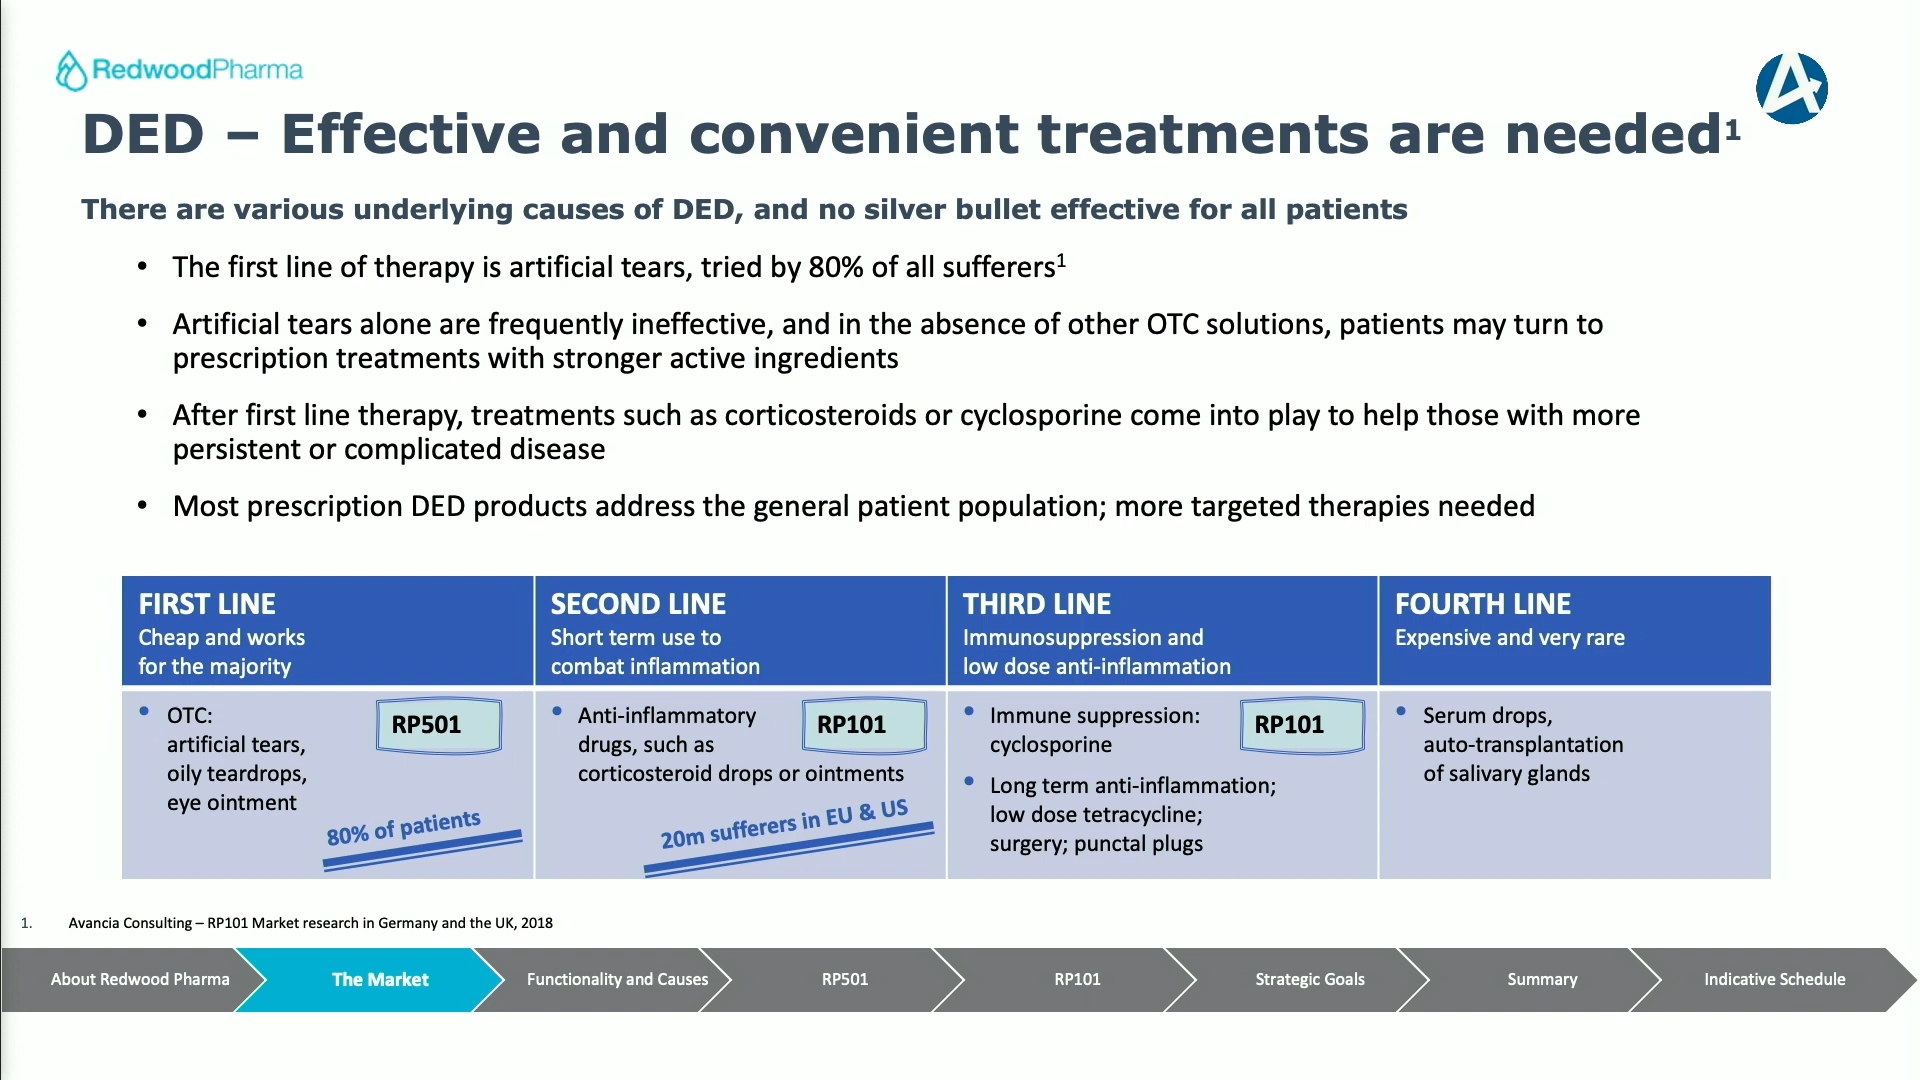 RedwoodPharma
DED – Effective and convenient treatments are needed¹
There are various underlying causes of DED, and no silver bullet effective for all patients
• The first line of therapy is artificial tears, tried by 80% of all sufferers¹
• Artificial tears alone are frequently ineffective, and in the absence of other OTC solutions, patients may turn to
prescription treatments with stronger active ingredients
• After first line therapy, treatments such as corticosteroids or cyclosporine come into play to help those with more
persistent or complicated disease
• Most prescription DED products address the general patient population; more targeted therapies needed
FIRST LINE
Cheap and works
for the majority
SECOND LINE
Short term use to
combat inflammation
THIRD LINE
Immunosuppression and
low dose anti-inflammation
FOURTH LINE
Expensive and very rare
• OTC:
artificial tears,
oily teardrops,
eye ointment
RP501
80% of patients
• Anti-inflammatory
drugs, such as
corticosteroid drops or ointments
RP101
20m sufferers in EU & US
• Immune suppression:
cyclosporine
RP101
• Long term anti-inflammation;
low dose tetracycline;
surgery; punctal plugs
• Serum drops,
auto-transplantation
of salivary glands
1. Avancia Consulting – RP101 Market research in Germany and the UK, 2018
About Redwood Pharma
The Market
Functionality and Causes
RP501
RP101
Strategic Goals
Summary
Indicative Schedule